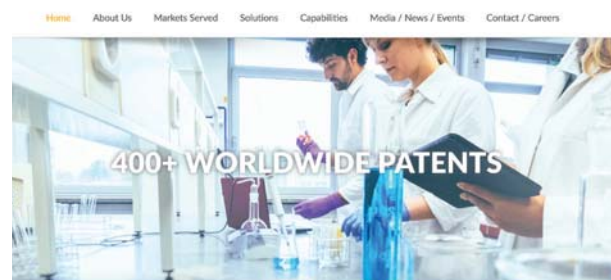 Home About Us Markets Served Solutions Capabilities Media / News / Events Contact / Careers
400+ WORLDWIDE PATENTS